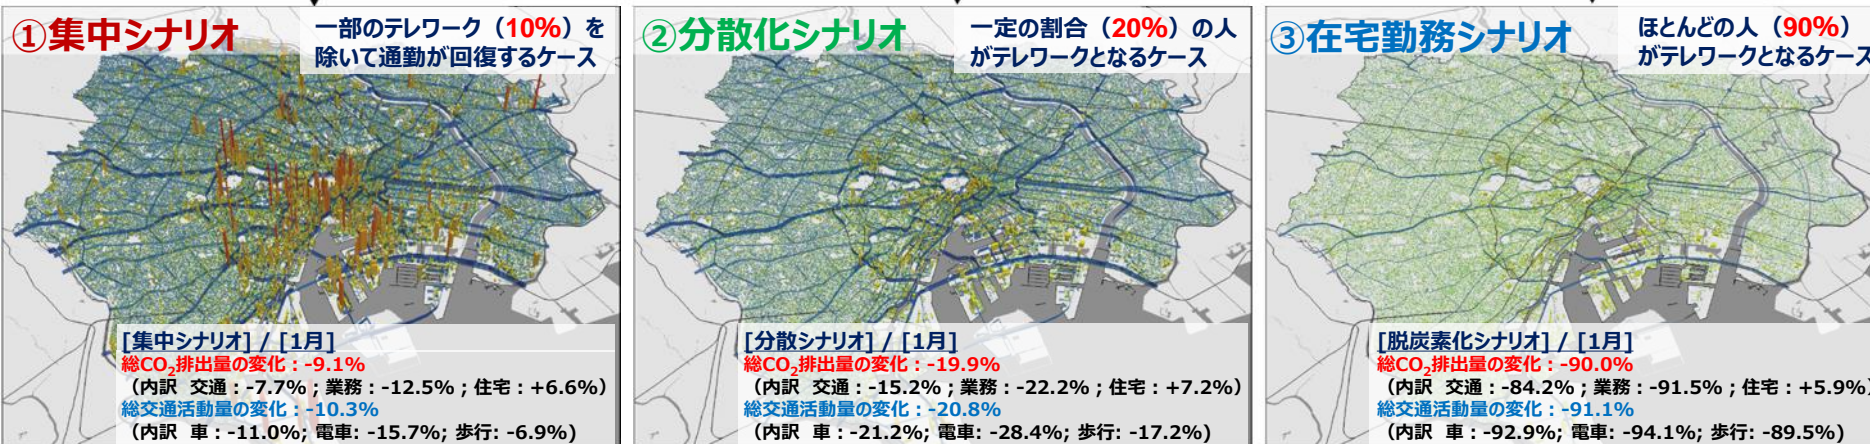 ①集中シナリオ
一部のテレワーク（10%）を
除いて通勤が回復するケース
[集中シナリオ] / [1月]
総CO₂排出量の変化：-9.1%
（内訳 交通：-7.7%；業務：-12.5%；住宅：+6.6%）
総交通活動量の変化：-10.3%
（内訳 車：-11.0%; 電車: -15.7%; 歩行: -6.9%)
②分散化シナリオ
一定の割合（20%）の人
がテレワークとなるケース
[分散シナリオ] / [1月]
総CO₂排出量の変化：-19.9%
（内訳 交通：-15.2%；業務：-22.2%；住宅：+7.2%）
総交通活動量の変化：-20.8%
（内訳 車：-21.2%; 電車: -28.4%; 歩行: -17.2%)
③在宅勤務シナリオ
ほとんどの人（90%）
がテレワークとなるケース
[脱炭素化シナリオ] / [1月]
総CO₂排出量の変化：-90.0%
（内訳 交通：-84.2%；業務：-91.5%；住宅：+5.9%）
総交通活動量の変化：-91.1%
（内訳 車：-92.9%; 電車: -94.1%; 歩行: -89.5%)